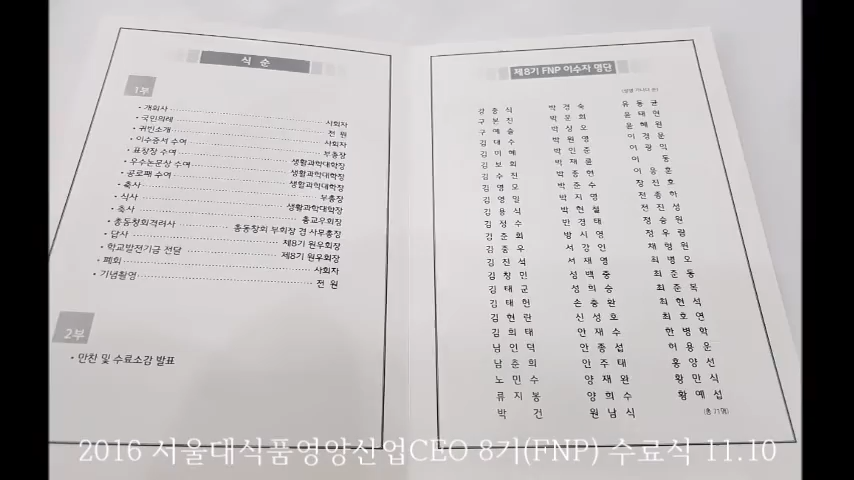 식 순
1부
• 개회사 사회자
• 국민의례 전 원
• 귀빈소개 사회자
• 이수증서 수여 부총장
• 표창장 수여 생활과학대학장
• 우수논문상 수여 생활과학대학장
• 공로패 수여 생활과학대학장
• 축사 부총장
• 식사 생활과학대학장
• 축사 총교우회장
• 총동창회격려사 총동창회 부회장 겸 사무총장
• 답사 제8기 원우회장
• 학교발전기금 전달 제8기 원우회장
• 폐회 사회자
• 기념촬영 전 원
2부
• 만찬 및 수료소감 발표
제8기 FNP 이수자 명단
강 종 식
구 본 진
구 예 슬
김 대 수
김 미 혜
김 보 희
김 수 진
김 영 모
김 영 일
김 용 식
김 정 수
김 준 회
김 중 우
김 진 석
김 창 민
김 태 군
김 태 헌
김 현 란
김 희 태
남 인 덕
남 춘 희
노 민 수
류 지 봉
박 건
박 경 숙
박 문 희
박 상 오
박 원 영
박 인 준
박 재 홀
박 종 현
박 준 수
박 지 영
박 현 철
반 경 태
방 시 영
서 강 언
서 재 영
성 백 중
성 희 승
손 충 환
신 성 호
안 재 수
안 종 섭
안 주 태
양 재 완
양 희 수
원 남 식
유 동 균
윤 태 현
윤 혜 원
이 경 운
이 광 익
이 동
이 응 훈
장 진 호
전 종 하
전 진 성
정 승 원
정 우 람
채 형 원
최 병 오
최 준 동
최 준 목
최 현 석
최 호 연
한 병 학
허 용 운
홍 양 선
황 만 식
황 예 섭
(총 71명)
2016 서울대식품영양산업CEO 8기(FNP) 수료식 11.10